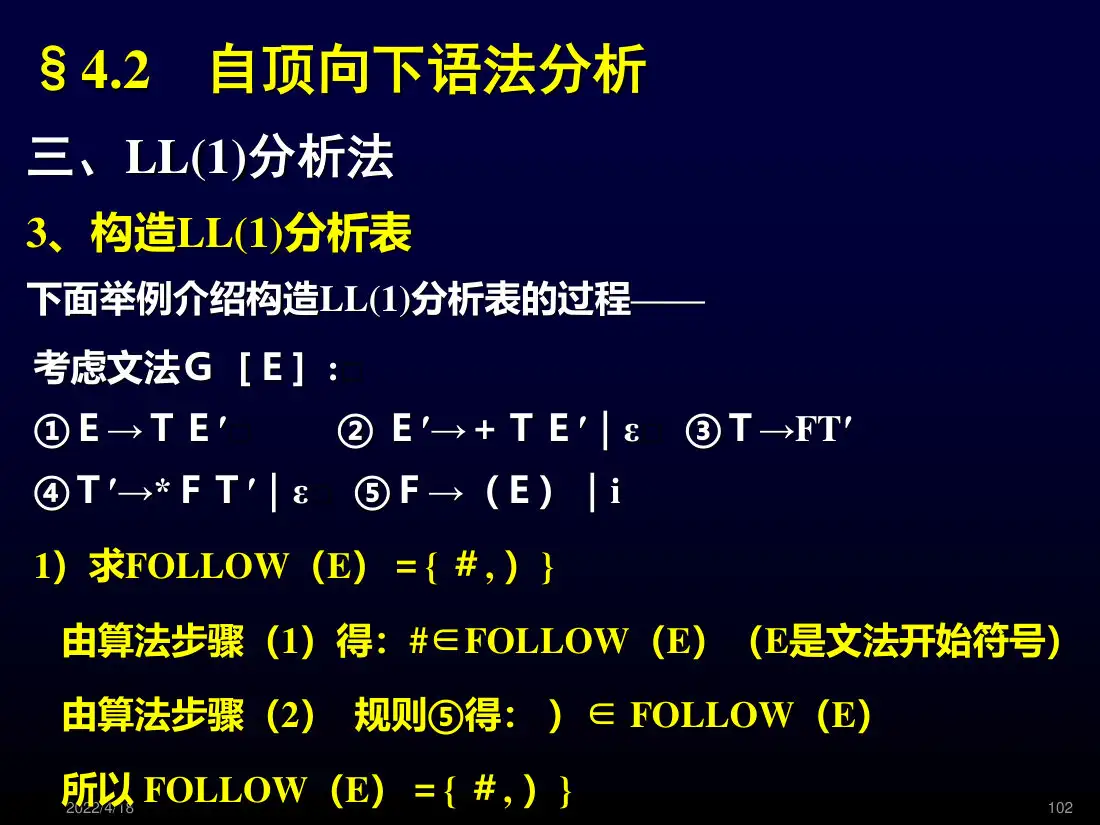 §4.2 自顶向下语法分析
三、LL(1)分析法
3、构造LL(1)分析表
下面举例介绍构造LL(1)分析表的过程——
考虑文法Ｇ［Ｅ］:
①Ｅ→ＴＥ′ ② Ｅ′→＋ＴＥ′｜ε ③Ｔ→FT′
④Ｔ′→*ＦＴ′｜ε ⑤Ｆ→（Ｅ）｜i
1）求FOLLOW（E）＝{ ＃, ）}
由算法步骤（1）得：#∈FOLLOW（E）（E是文法开始符号）
由算法步骤（2） 规则⑤得： ）∈ FOLLOW（E）
所以 FOLLOW（E）＝{ ＃, ）}
2022/4/18 102